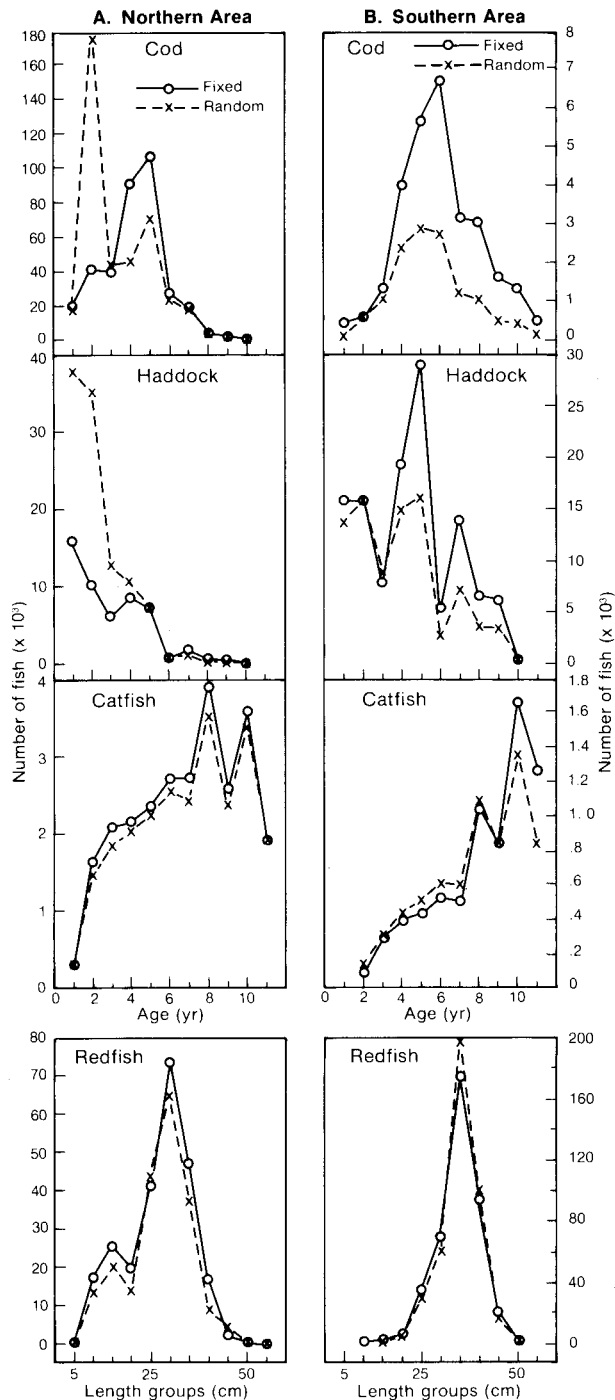 A. Northern Area
B. Southern Area
180
160
140
120
100
80
60
40
20
0
Cod
Fixed
Random
8
7
6
5
4
3
2
1
0
Cod
Fixed
Random
40
30
20
10
0
Haddock
30
25
20
15
10
5
0
Haddock
Number of fish (x 10³)
Number of fish (x 10³)
4
3
2
1
0
Catfish
1.8
1.6
1.4
1.2
1.0
.8
.6
.4
.2
0
Catfish
0 2 4 6 8 10
Age (yr)
0 2 4 6 8 10
Age (yr)
80
70
60
50
40
30
20
10
0
Redfish
200
160
120
80
40
0
Redfish
5 25 50
Length groups (cm)
5 25 50
Length groups (cm)